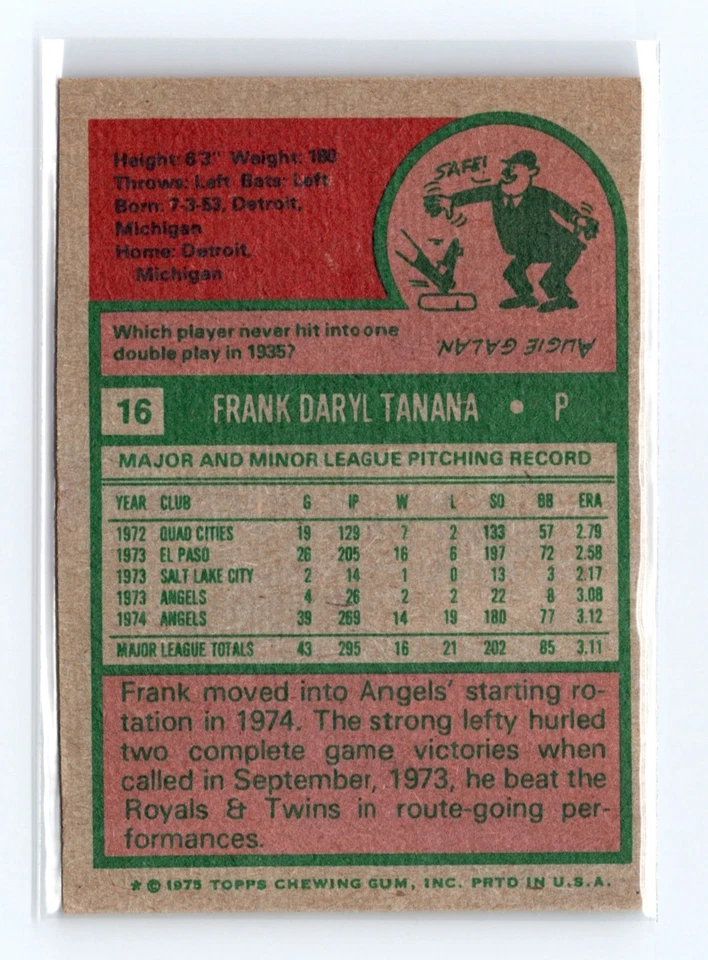 Height: 6'3" Weight: 180
Throws: Left Bats: Left
Born: 7-3-53, Detroit,
Michigan
Home: Detroit,
Michigan
SAFE!
Which player never hit into one
double play in 1935?
AUGIE GALAN
16 FRANK DARYL TANANA • P
MAJOR AND MINOR LEAGUE PITCHING RECORD
YEAR CLUB G IP W L SO BB ERA
1972 QUAD CITIES 19 129 7 2 133 57 2.79
1973 EL PASO 26 205 16 6 197 72 2.58
1973 SALT LAKE CITY 2 14 1 0 13 3 2.17
1973 ANGELS 4 26 2 2 22 8 3.08
1974 ANGELS 39 269 14 19 180 77 3.12
MAJOR LEAGUE TOTALS 43 295 16 21 202 85 3.11
Frank moved into Angels' starting ro-
tation in 1974. The strong lefty hurled
two complete game victories when
called in September, 1973, he beat the
Royals & Twins in route-going per-
formances.
* © 1975 TOPPS CHEWING GUM, INC. PRTD IN U.S.A.